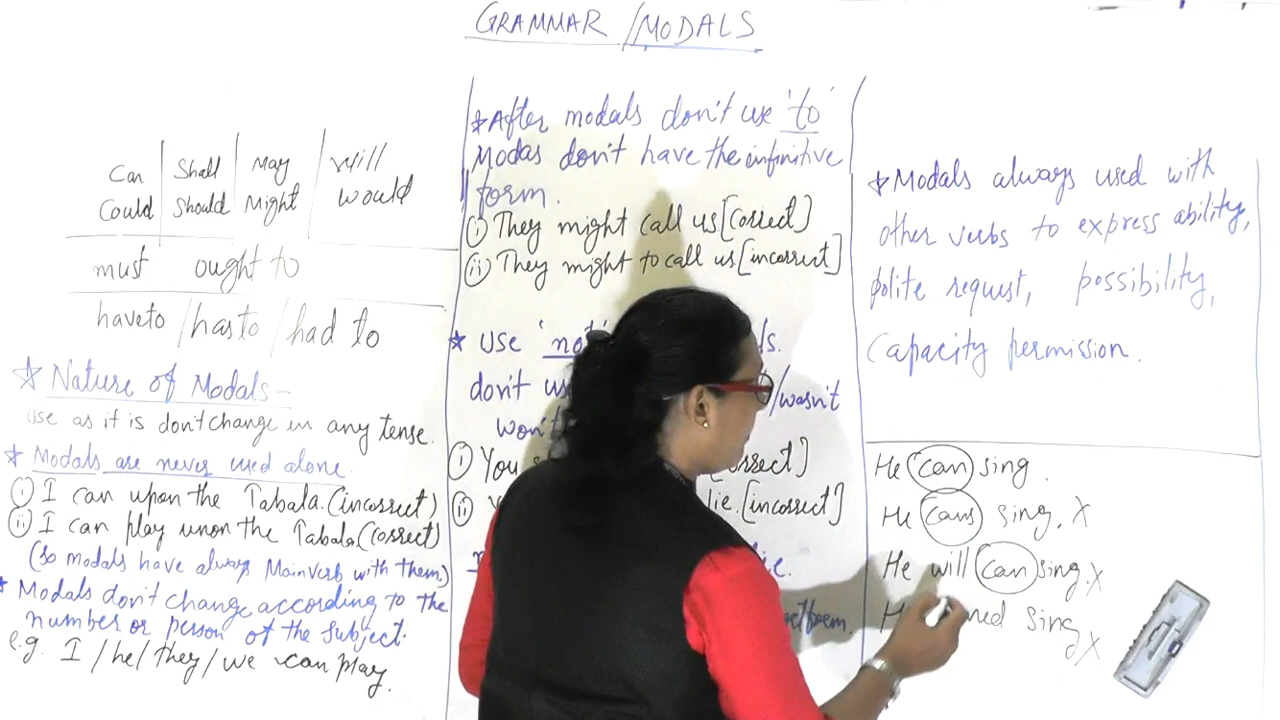 GRAMMAR / MODALS
Can | Shall | May | Will
Could | Should | Might | would
must ought to
have to / has to / had to
★ Nature of Modals -
use as it is don't change in any tense.
★ Modals are never used alone.
(i) I can upon the Tabala. (incorrect)
(ii) I can play upon the Tabala (correct)
(so modals have always Mainverb with them.)
★ Modals don't change according to the
number or person of the subject.
e.g. I / he / they / we can play.
★ After modals don't use 'to'
Modas don't have the infinitive
form.
(i) They might call us [correct]
(ii) They might to call us [incorrect]
★ USE 'not'
don't /wasn't
won't
(i) You
(ii) lie. [incorrect]
★ Modals always used with
other verbs to express ability,
polite request, possibility,
Capacity permission.
He can sing.
He cans sing. X
He will can sing. X
sing X